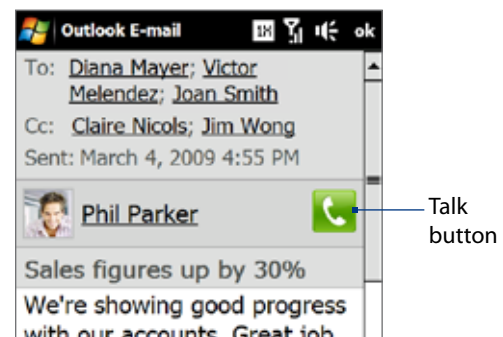 Outlook E-mail 1X ok
To: Diana Mayer; Victor
Melendez; Joan Smith
Cc: Claire Nicols; Jim Wong
Sent: March 4, 2009 4:55 PM
Phil Parker
Talk
button
Sales figures up by 30%
We're showing good progress
with our accounts. Great job